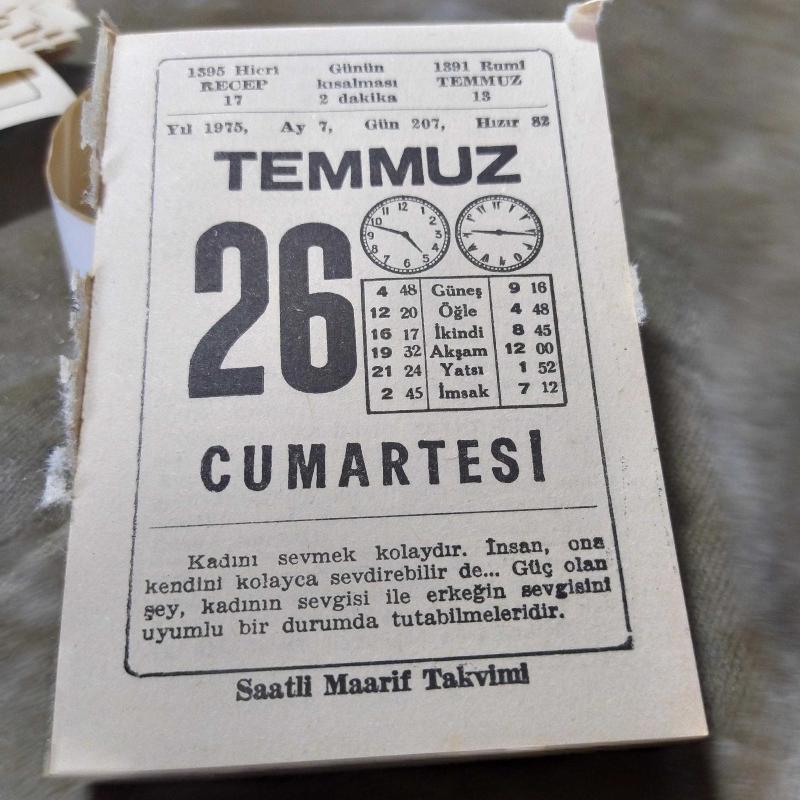 1395 Hicri Günün 1391 Rumî
RECEP kısalması TEMMUZ
17 2 dakika 13
Yıl 1975, Ay 7, Gün 207, Hızır 82
TEMMUZ
26
4 48 Güneş 9 16
12 20 Öğle 4 48
16 17 İkindi 8 45
19 32 Akşam 12 00
21 24 Yatsı 1 52
2 45 İmsak 7 12
CUMARTESİ
Kadını sevmek kolaydır. İnsan, ona
kendini kolayca sevdirebilir de... Güç olan
şey, kadının sevgisi ile erkeğin sevgisini
uyumlu bir durumda tutabilmeleridir.
Saatli Maarif Takvimi